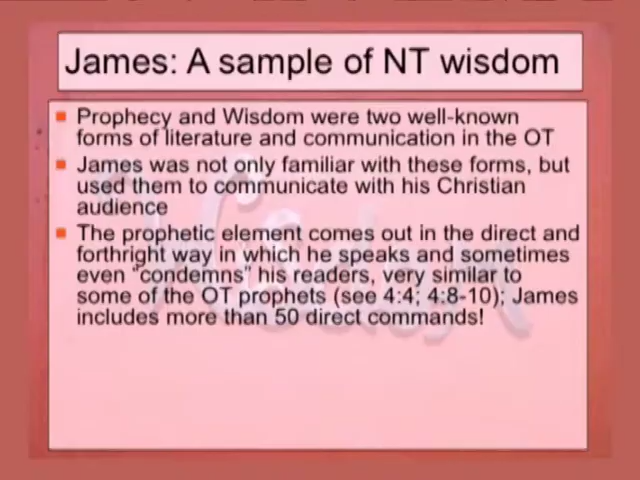 James: A sample of NT wisdom
Prophecy and Wisdom were two well-known
forms of literature and communication in the OT
James was not only familiar with these forms, but
used them to communicate with his Christian
audience
The prophetic element comes out in the direct and
forthright way in which he speaks and sometimes
even “condemns” his readers, very similar to
some of the OT prophets (see 4:4; 4:8-10); James
includes more than 50 direct commands!